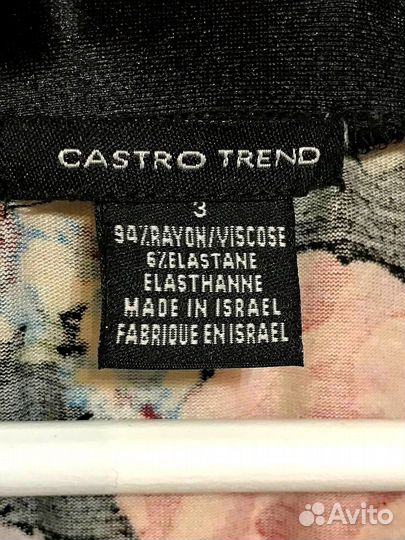 CASTRO TREND
3
94%RAYON/VISCOSE
6%ELASTANE
ELASTHANNE
MADE IN ISRAEL
FABRIQUE EN ISRAEL
Avito